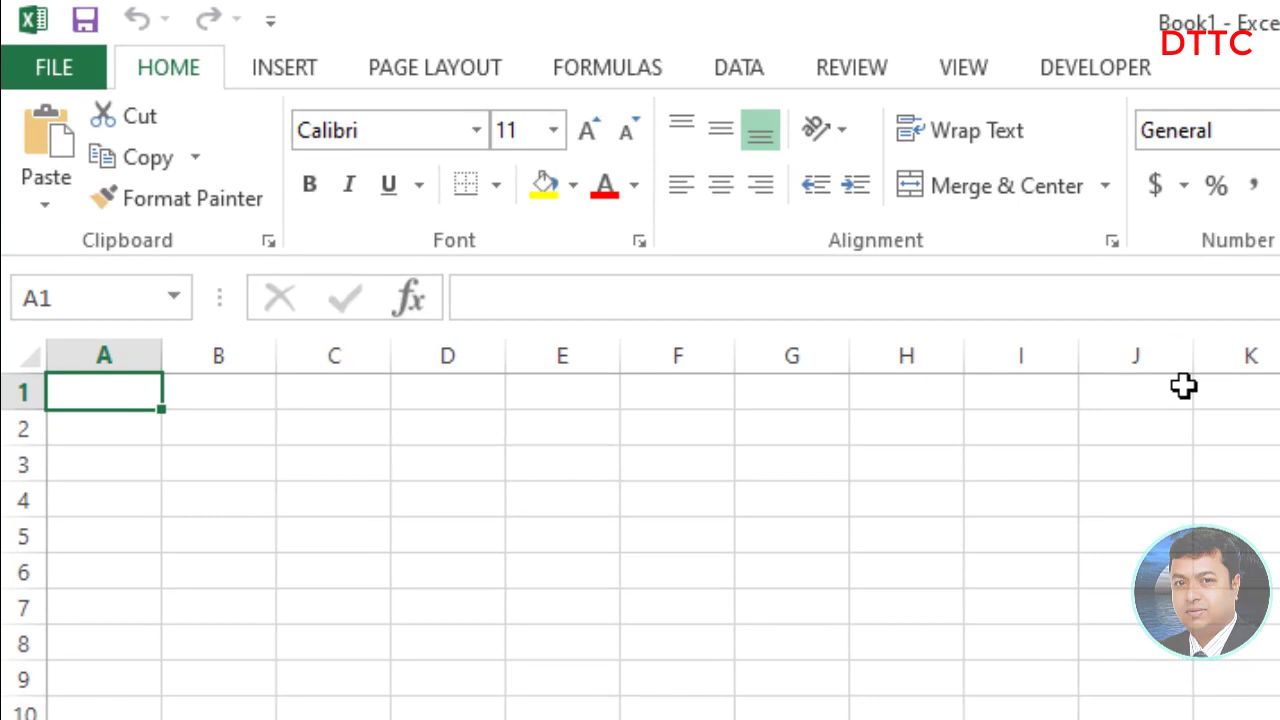 Book1 - Exce
DTTC
FILE HOME INSERT PAGE LAYOUT FORMULAS DATA REVIEW VIEW DEVELOPER
Cut
Copy
Format Painter
Paste
Calibri 11
B I U A
Wrap Text
Merge & Center
General
$ % ,
Clipboard Font Alignment Number
A1 fx
A B C D E F G H I J K
1
2
3
4
5
6
7
8
9
10